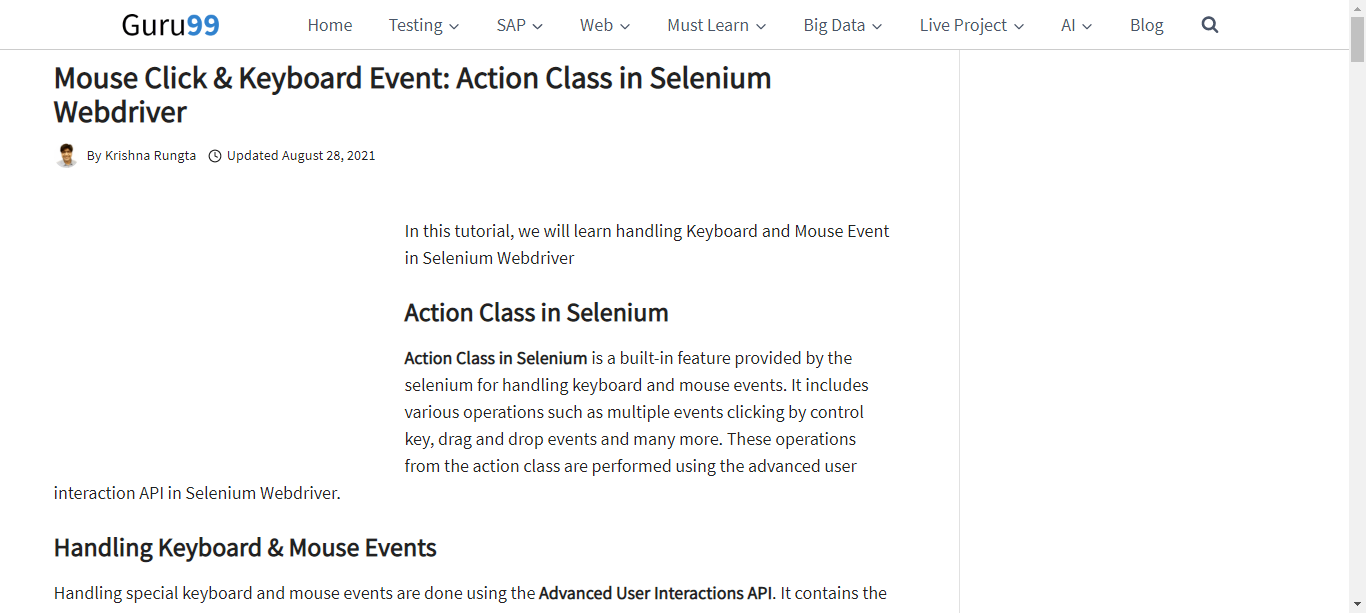 Guru99 Home Testing SAP Web Must Learn Big Data Live Project AI Blog
Mouse Click & Keyboard Event: Action Class in Selenium
Webdriver
By Krishna Rungta Updated August 28, 2021
In this tutorial, we will learn handling Keyboard and Mouse Event
in Selenium Webdriver
Action Class in Selenium
Action Class in Selenium is a built-in feature provided by the
selenium for handling keyboard and mouse events. It includes
various operations such as multiple events clicking by control
key, drag and drop events and many more. These operations
from the action class are performed using the advanced user
interaction API in Selenium Webdriver.
Handling Keyboard & Mouse Events
Handling special keyboard and mouse events are done using the Advanced User Interactions API. It contains the